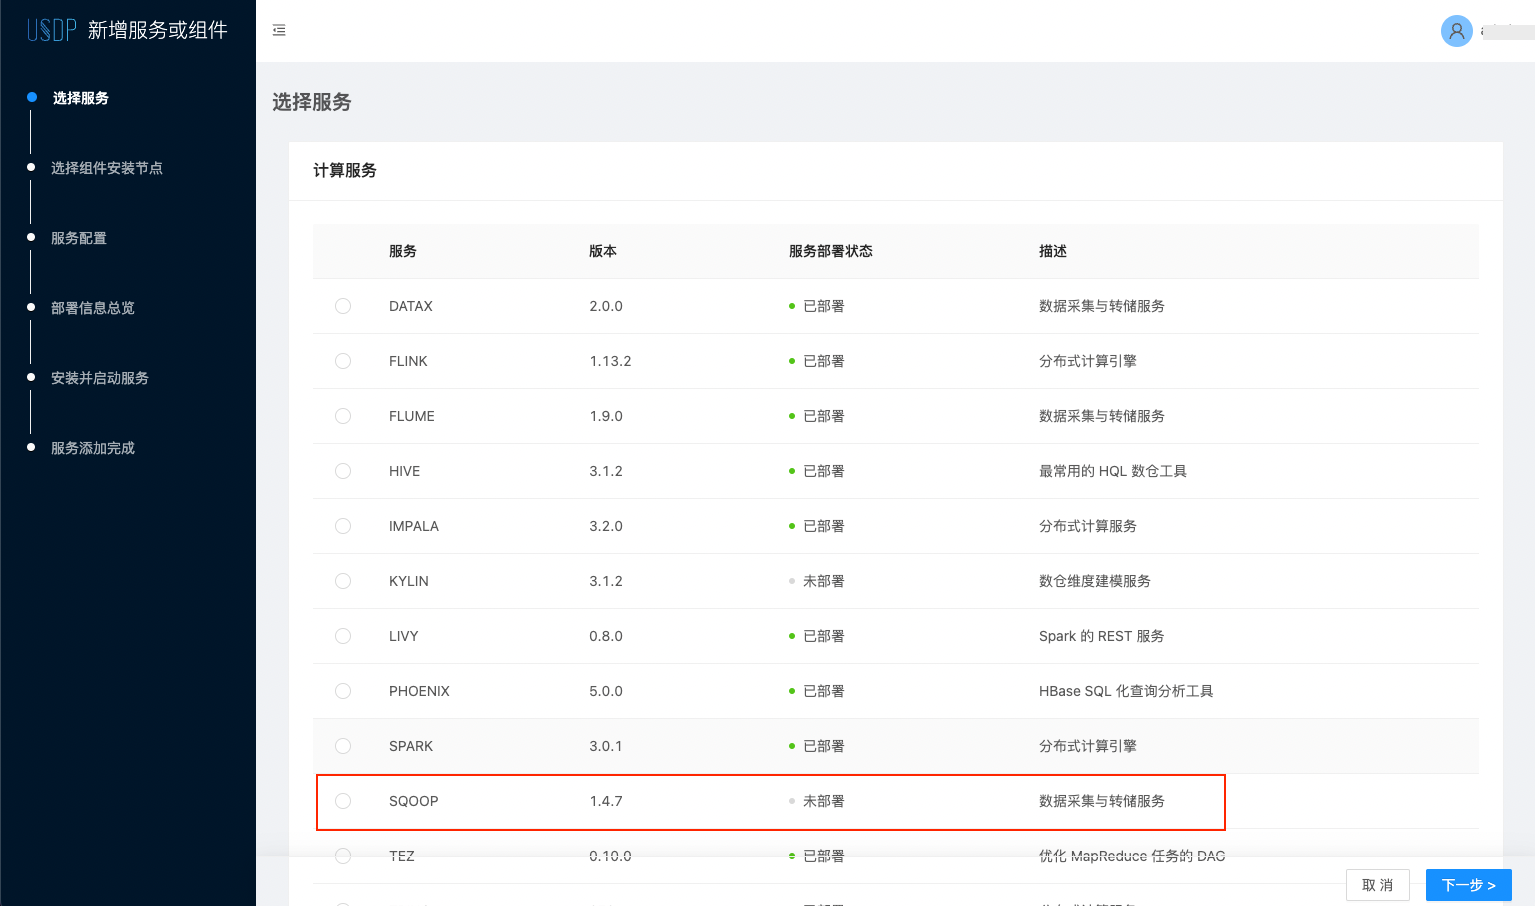 USDP 新增服务或组件
选择服务
选择组件安装节点
服务配置
部署信息总览
安装并启动服务
服务添加完成
选择服务
计算服务
服务 版本 服务部署状态 描述
DATAX 2.0.0 已部署 数据采集与转储服务
FLINK 1.13.2 已部署 分布式计算引擎
FLUME 1.9.0 已部署 数据采集与转储服务
HIVE 3.1.2 已部署 最常用的 HQL 数仓工具
IMPALA 3.2.0 已部署 分布式计算服务
KYLIN 3.1.2 未部署 数仓维度建模服务
LIVY 0.8.0 已部署 Spark 的 REST 服务
PHOENIX 5.0.0 已部署 HBase SQL 化查询分析工具
SPARK 3.0.1 已部署 分布式计算引擎
SQOOP 1.4.7 未部署 数据采集与转储服务
TEZ 0.10.0 已部署 优化 MapReduce 任务的 DAG
取 消 下一步 >